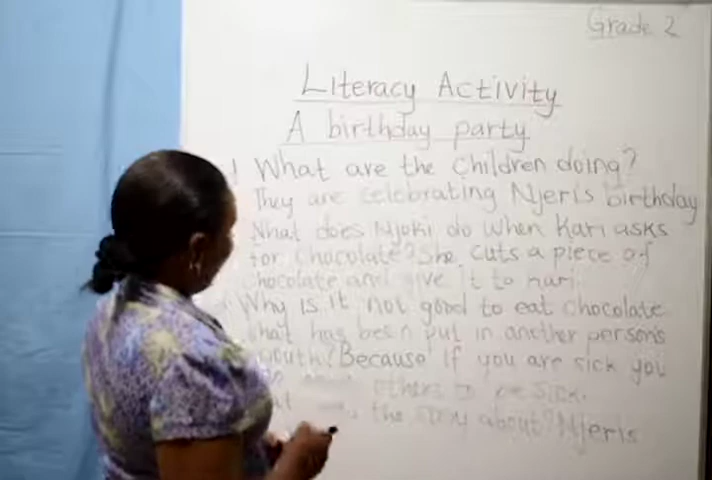 Grade 2
Literacy Activity
A birthday party
1 What are the children doing?
They are celebrating Njeris birthday
What does Njoki do when Kari asks
for chocolate? She cuts a piece of
chocolate and give it to
Why is it not good to eat chocolate
that has been put in another person's
mouth? Because if you are sick you
others to be sick.
the story about? Njeris